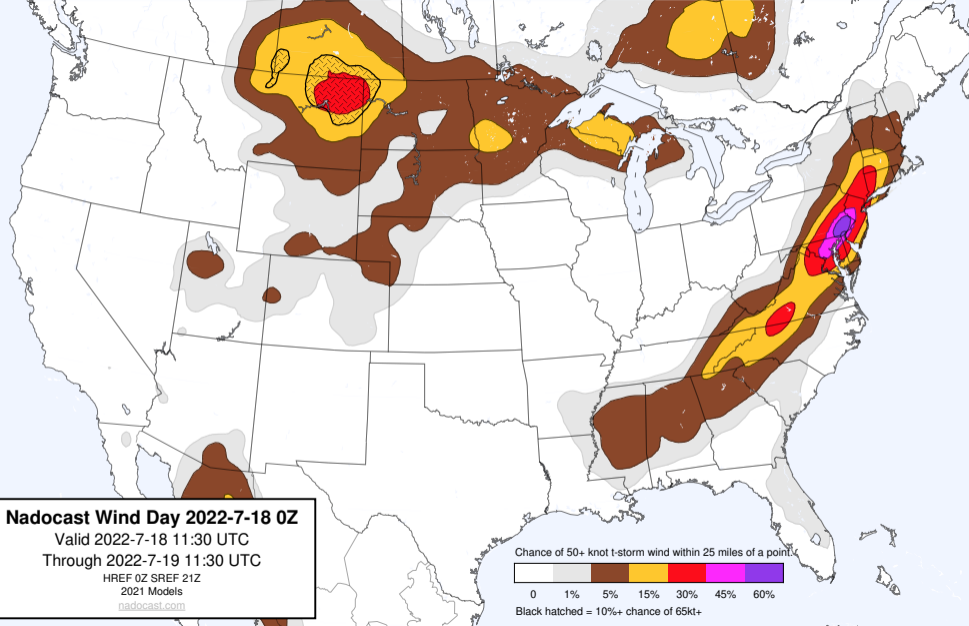 Nadocast Wind Day 2022-7-18 0Z
Valid 2022-7-18 11:30 UTC
Through 2022-7-19 11:30 UTC
HREF 0Z SREF 21Z
2021 Models
nadocast.com
Chance of 50+ knot t-storm wind within 25 miles of a point.
0 1% 5% 15% 30% 45% 60%
Black hatched = 10%+ chance of 65kt+